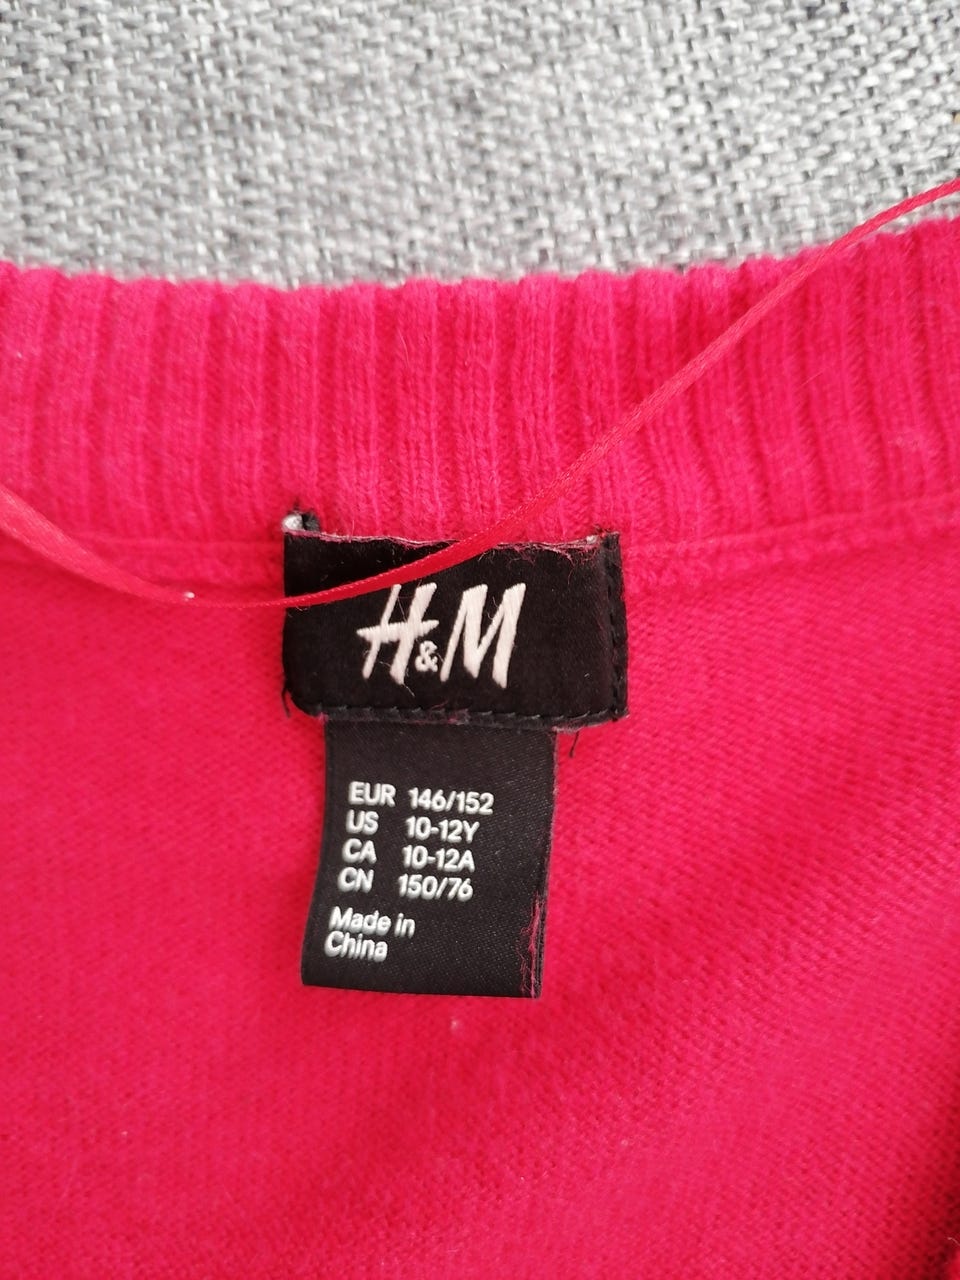 H&M
EUR 146/152
US 10-12Y
CA 10-12A
CN 150/76
Made in
China